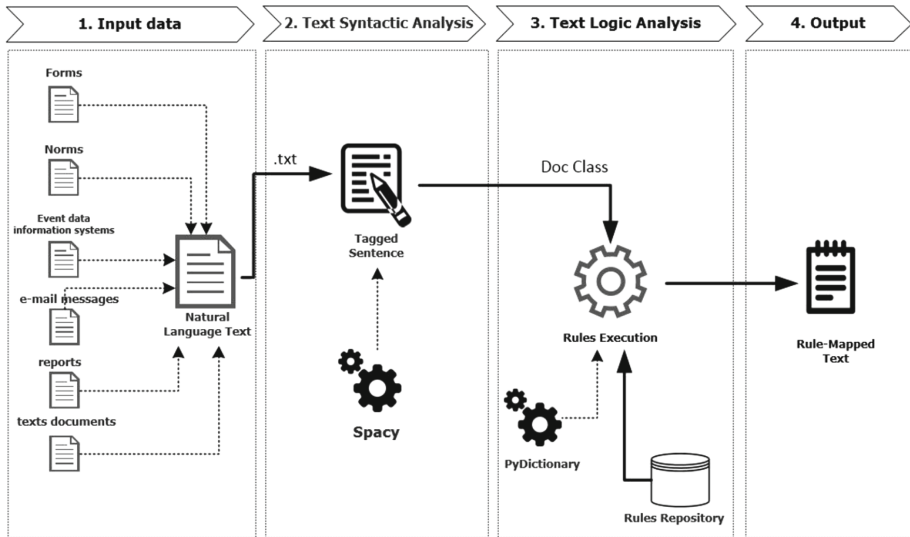 1. Input data
2. Text Syntactic Analysis
3. Text Logic Analysis
4. Output
Forms
Norms
Event data
information systems
e-mail messages
reports
texts documents
Natural
Language Text
.txt
Tagged
Sentence
Spacy
Doc Class
Rules Execution
PyDictionary
Rules Repository
Rule-Mapped
Text